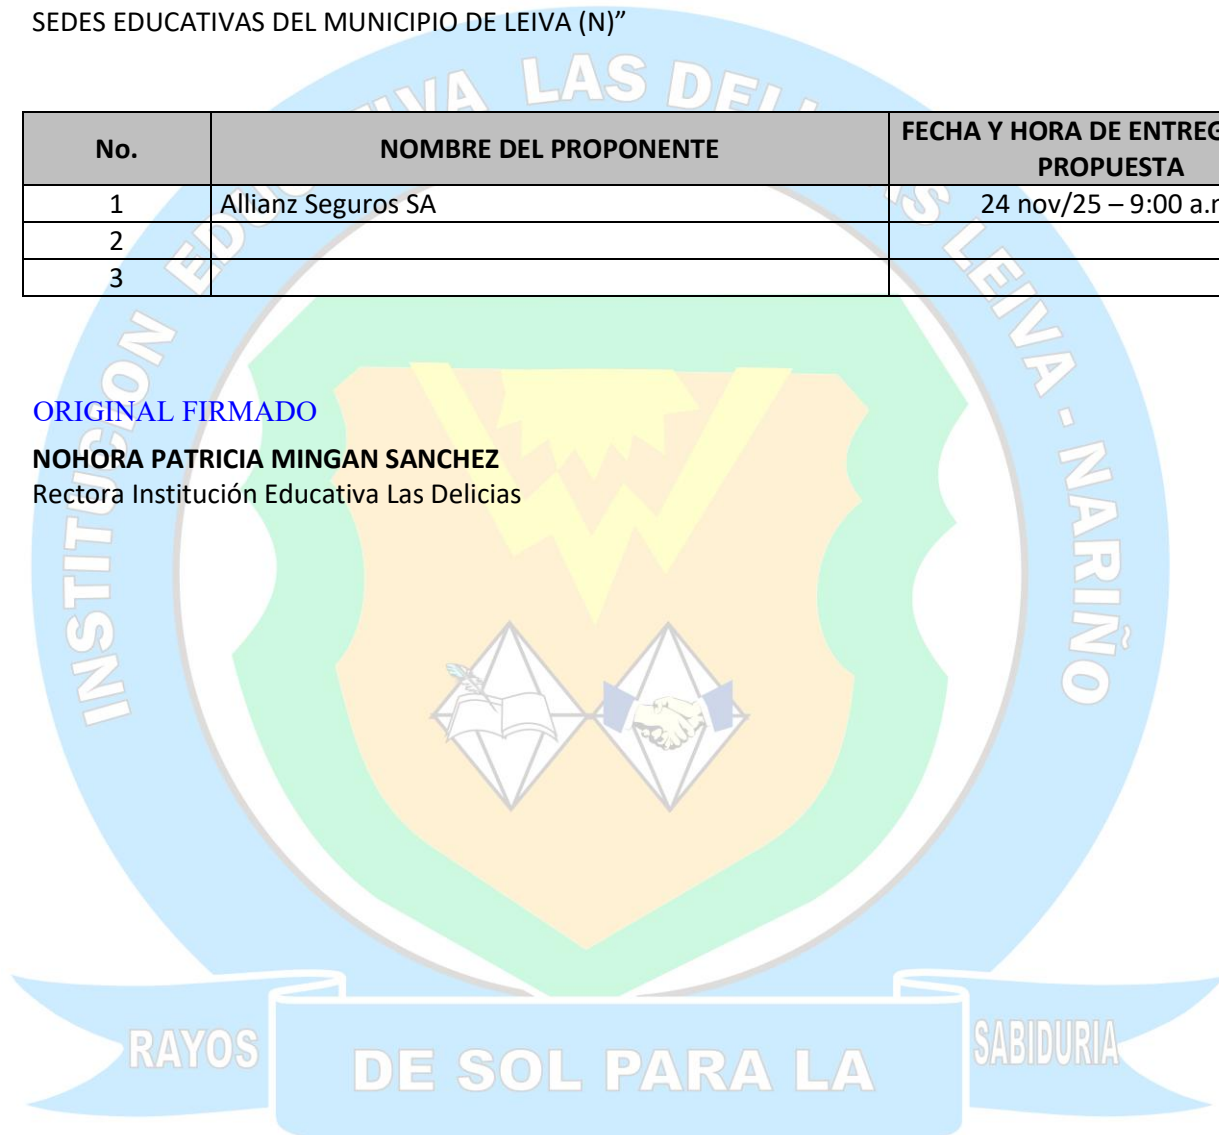 SEDES EDUCATIVAS DEL MUNICIPIO DE LEIVA (N)”
No. NOMBRE DEL PROPONENTE FECHA Y HORA DE ENTREG
PROPUESTA
1 Allianz Seguros SA 24 nov/25 – 9:00 a.
2
3
ORIGINAL FIRMADO
NOHORA PATRICIA MINGAN SANCHEZ
Rectora Institución Educativa Las Delicias
INSTITUCION LAS LEIVA - NARIÑO
RAYOS DE SOL PARA LA SABIDURIA